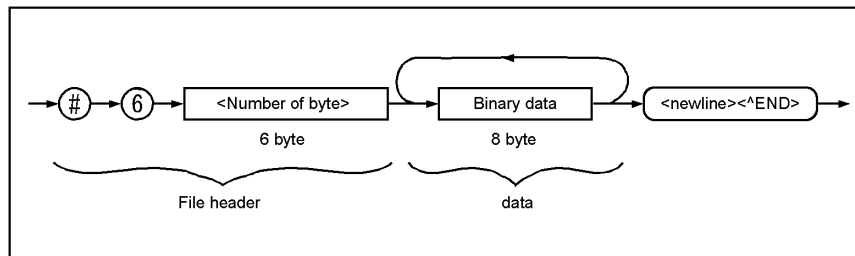 # 6 <Number of byte> Binary data <newline><^END>
6 byte 8 byte
File header data